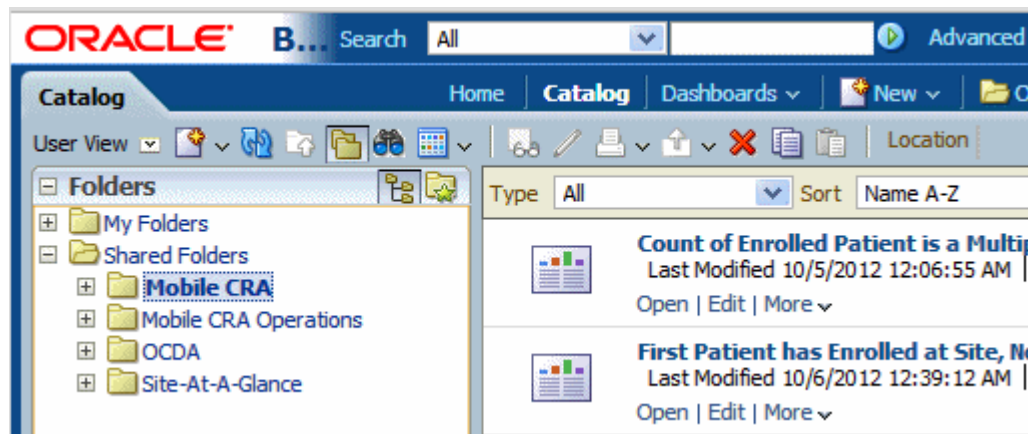 ORACLE B... Search All Advanced
Catalog Home Catalog Dashboards New
User View Location
Folders Type All Sort Name A-Z
My Folders
Shared Folders
Mobile CRA
Mobile CRA Operations
OCDA
Site-At-A-Glance
Count of Enrolled Patient is a
Last Modified 10/5/2012 12:06:55 AM |
Open | Edit | More
First Patient has Enrolled at Site,
Last Modified 10/6/2012 12:39:12 AM |
Open | Edit | More